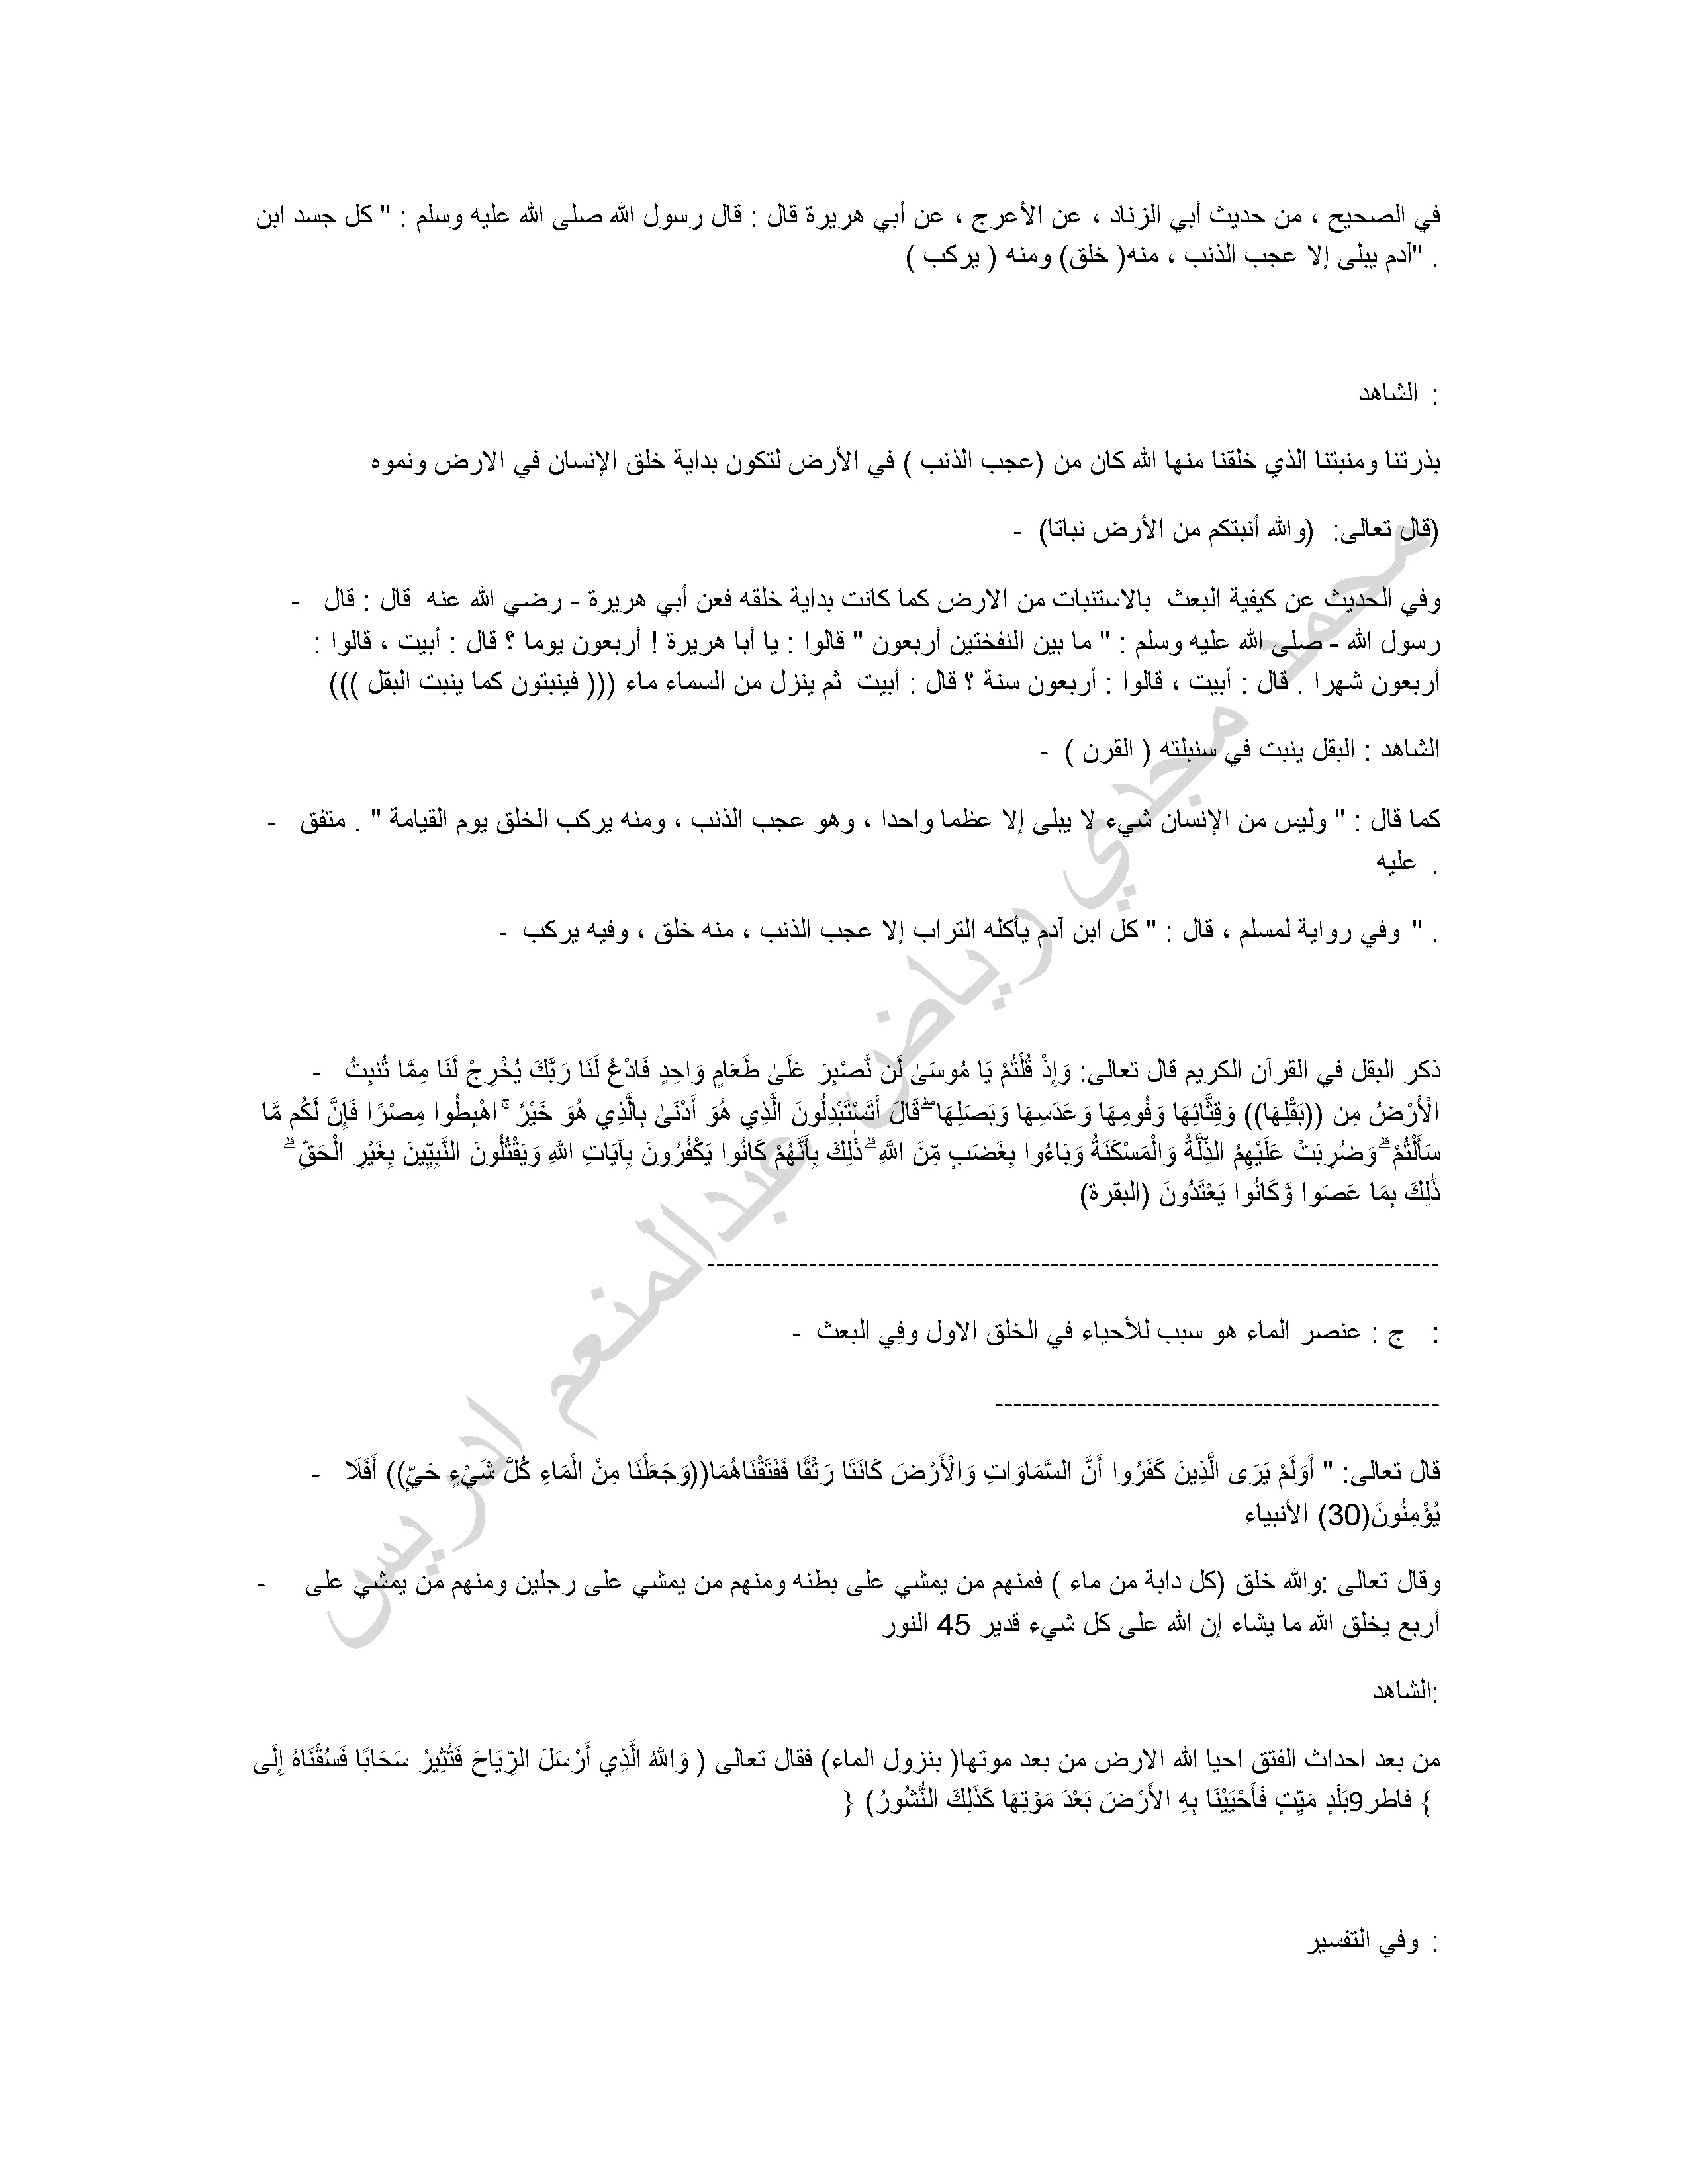 في الصحيح ، من حديث أبي الزناد ، عن الأعرج ، عن أبي هريرة قال : قال رسول الله صلى الله عليه وسلم : " كل جسد ابن
آدم يبلى إلا عجب الذنب ، منه( خلق) ومنه ( يركب )" .
الشاهد :
بذرتنا ومنبتنا الذي خلقنا منها الله كان من (عجب الذنب ) في الأرض لتكون بداية خلق الإنسان في الارض ونموه
(قال تعالى: (والله أنبتكم من الأرض نباتا) -
وفي الحديث عن كيفية البعث بالاستنبات من الارض كما كانت بداية خلقه فعن أبي هريرة - رضي الله عنه قال : قال -
رسول الله - صلى الله عليه وسلم : " ما بين النفختين أربعون " قالوا : يا أبا هريرة ! أربعون يوما ؟ قال : أبيت ، قالوا :
أربعون شهرا . قال : أبيت ، قالوا : أربعون سنة ؟ قال : أبيت ثم ينزل من السماء ماء ((( فينبتون كما ينبت البقل )))
الشاهد : البقل ينبت في سنبلته ( القرن ) -
كما قال : " وليس من الإنسان شيء لا يبلى إلا عظما واحدا ، وهو عجب الذنب ، ومنه يركب الخلق يوم القيامة " . متفق -
عليه .
وفي رواية لمسلم ، قال : " كل ابن آدم يأكله التراب إلا عجب الذنب ، منه خلق ، وفيه يركب " . -
ذكر البقل في القرآن الكريم قال تعالى: وَإِذْ قُلْتُمْ يَا مُوسَىٰ لَن نَّصْبِرَ عَلَىٰ طَعَامٍ وَاحِدٍ فَادْعُ لَنَا رَبَّكَ يُخْرِجْ لَنَا مِمَّا تُنبِتُ -
الْأَرْضُ مِن ((بَقْلِهَا)) وَقِثَّائِهَا وَفُومِهَا وَعَدَسِهَا وَبَصَلِهَا ۖ قَالَ أَتَسْتَبْدِلُونَ الَّذِي هُوَ أَدْنَىٰ بِالَّذِي هُوَ خَيْرٌ ۚ اهْبِطُوا مِصْرًا فَإِنَّ لَكُم مَّا
سَأَلْتُمْ ۗ وَضُرِبَتْ عَلَيْهِمُ الذِّلَّةُ وَالْمَسْكَنَةُ وَبَاءُوا بِغَضَبٍ مِّنَ اللَّهِ ۗ ذَٰلِكَ بِأَنَّهُمْ كَانُوا يَكْفُرُونَ بِآيَاتِ اللَّهِ وَيَقْتُلُونَ النَّبِيِّينَ بِغَيْرِ الْحَقِّ ۗ
ذَٰلِكَ بِمَا عَصَوا وَّكَانُوا يَعْتَدُونَ (البقرة)
--------------------------------------------------------------------------------
: ج : عنصر الماء هو سبب للأحياء في الخلق الاول وفِي البعث -
------------------------------------------------
قال تعالى: " أَوَلَمْ يَرَى الَّذِينَ كَفَرُوا أَنَّ السَّمَاوَاتِ وَالْأَرْضَ كَانَتَا رَتْقًا فَفَتَقْنَاهُمَا((وَجَعَلْنَا مِنْ الْمَاءِ كُلَّ شَيْءٍ حَيٍّ)) أَفَلَا -
يُؤْمِنُونَ(30) الأنبياء
وقال تعالى :والله خلق (كل دابة من ماء ) فمنهم من يمشي على بطنه ومنهم من يمشي على رجلين ومنهم من يمشي على -
أربع يخلق الله ما يشاء إن الله على كل شيء قدير 45 النور
الشاهد:
من بعد احداث الفتق احيا الله الارض من بعد موتها( بنزول الماء) فقال تعالى ( وَاللَّهُ الَّذِي أَرْسَلَ الرِّيَاحَ فَتُثِيرُ سَحَابًا فَسُقْنَاهُ إِلَى
} فاطر9بَلَدٍ مَيِّتٍ فَأَحْيَيْنَا بِهِ الأَرْضَ بَعْدَ مَوْتِهَا كَذَلِكَ النُّشُورُ) {
وفي التفسير :
محمد مجدي رياض عبدالمنعم ادريس